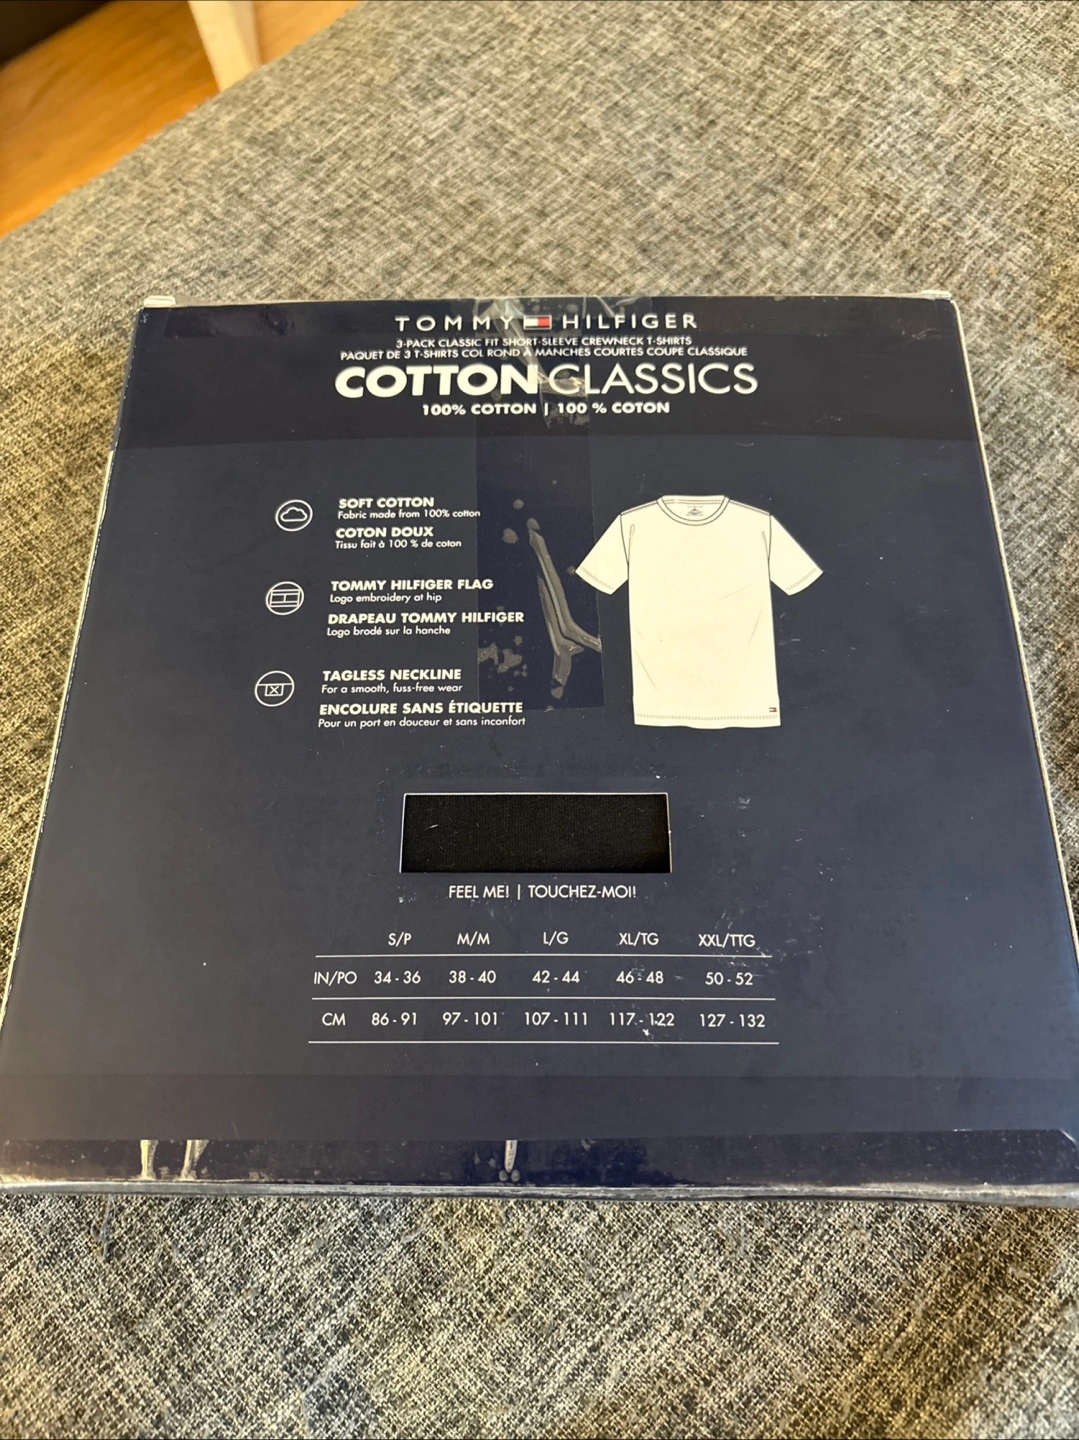 TOMMY HILFIGER
3-PACK CLASSIC FIT SHORT-SLEEVE CREWNECK T-SHIRTS
PAQUET DE 3 T-SHIRTS COL ROND À MANCHES COURTES COUPE CLASSIQUE
COTTON CLASSICS
100% COTTON | 100 % COTON
SOFT COTTON
Fabric made from 100% cotton
COTON DOUX
Tissu fait à 100 % de coton
TOMMY HILFIGER FLAG
Logo embroidery at hip
DRAPEAU TOMMY HILFIGER
Logo brodé sur la hanche
TAGLESS NECKLINE
For a smooth, fuss-free wear
ENCOLURE SANS ÉTIQUETTE
Pour un port en douceur et sans inconfort
FEEL ME! | TOUCHEZ-MOI!
S/P M/M L/G XL/TG XXL/TTG
IN/PO 34 - 36 38 - 40 42 - 44 46 - 48 50 - 52
CM 86 - 91 97 - 101 107 - 111 117 - 122 127 - 132